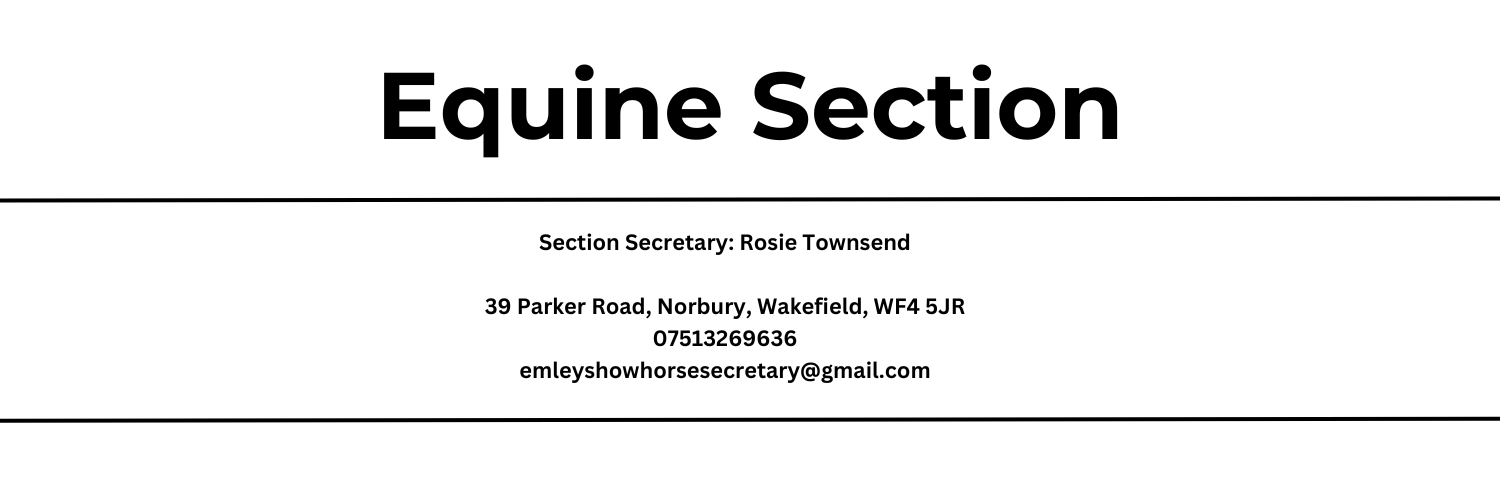 Equine Section
Section Secretary: Rosie Townsend
39 Parker Road, Norbury, Wakefield, WF4 5JR
07513269636
emleyshowhorsesecretary@gmail.com